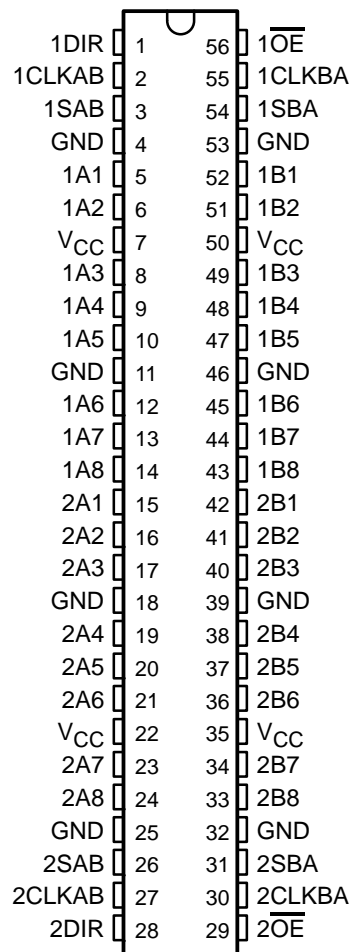 1DIR 1 56 1O̅E̅
1CLKAB 2 55 1CLKBA
1SAB 3 54 1SBA
GND 4 53 GND
1A1 5 52 1B1
1A2 6 51 1B2
VCC 7 50 VCC
1A3 8 49 1B3
1A4 9 48 1B4
1A5 10 47 1B5
GND 11 46 GND
1A6 12 45 1B6
1A7 13 44 1B7
1A8 14 43 1B8
2A1 15 42 2B1
2A2 16 41 2B2
2A3 17 40 2B3
GND 18 39 GND
2A4 19 38 2B4
2A5 20 37 2B5
2A6 21 36 2B6
VCC 22 35 VCC
2A7 23 34 2B7
2A8 24 33 2B8
GND 25 32 GND
2SAB 26 31 2SBA
2CLKAB 27 30 2CLKBA
2DIR 28 29 2O̅E̅